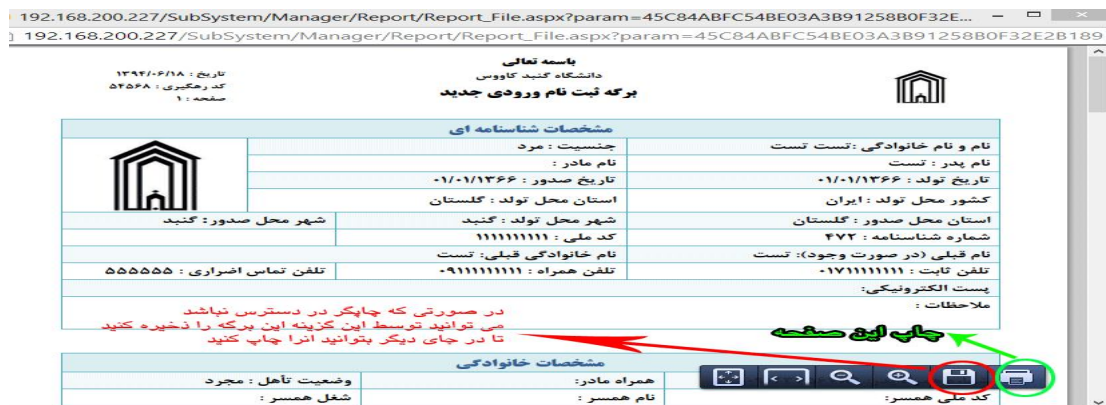 192.168.200.227/SubSystem/Manager/Report/Report_File.aspx?param=45C84ABFC54BE03A3B91258B0F32E...
192.168.200.227/SubSystem/Manager/Report/Report_File.aspx?param=45C84ABFC54BE03A3B91258B0F32E2B189
باسمه تعالی
دانشگاه گنبد کاووس
برگه ثبت نام ورودی جدید
تاریخ : ۱۳۹۴/۰۶/۱۸
کد رهگیری : ۵۴۵۶۸
صفحه : ۱
مشخصات شناسنامه ای
نام و نام خانوادگی :تست تست جنسیت : مرد
نام پدر : تست نام مادر :
تاریخ تولد : ۰۱/۰۱/۱۳۶۶ تاریخ صدور : ۰۱/۰۱/۱۳۶۶
کشور محل تولد : ایران استان محل تولد : گلستان
استان محل صدور : گلستان شهر محل تولد : گنبد شهر محل صدور: گنبد
شماره شناسنامه : ۴۷۲ کد ملی : ۱۱۱۱۱۱۱۱۱۱
نام قبلی (در صورت وجود): تست نام خانوادگی قبلی: تست
تلفن ثابت : ۰۱۷۱۱۱۱۱۱۱۱ تلفن همراه : ۰۹۱۱۱۱۱۱۱۱۱ تلفن تماس اضراری : ۵۵۵۵۵۵
پست الکترونیکی:
ملاحظات :
در صورتی که چاپگر در دسترس نباشد
می توانید توسط این گزینه این برگه را ذخیره کنید
تا در جای دیگر بتوانید انرا چاپ کنید
چاپ این صفحه
مشخصات خانوادگی
همراه مادر: وضعیت تأهل : مجرد
کد ملی همسر: نام همسر : شغل همسر :